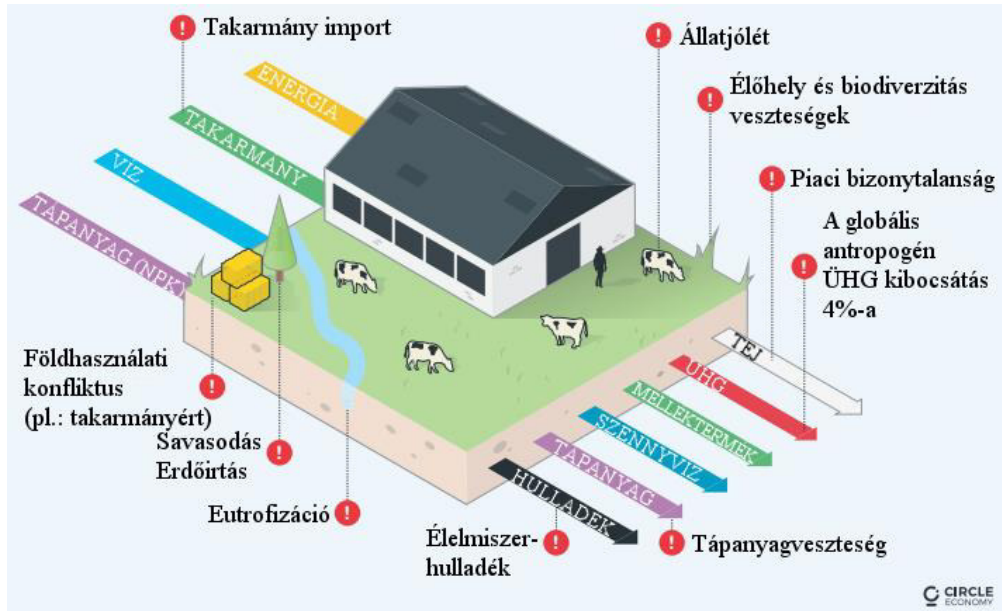 Takarmány import
Állatjólét
Élőhely és biodiverzitás
veszteségek
Piaci bizonytalanság
A globális
antropogén
ÜHG kibocsátás
4%-a
ENERGIA
TAKARMÁNY
VÍZ
TÁPANYAG (NPK)
Földhasználati
konfliktus
(pl.: takarmányért)
Savasodás
Erdőirtás
Eutrofizáció
TEJ
ÜHG
MELLÉKTERMÉK
SZENNYVÍZ
TÁPANYAG
HULLADÉK
Élelmiszer-
hulladék
Tápanyagveszteség
CIRCLE
ECONOMY